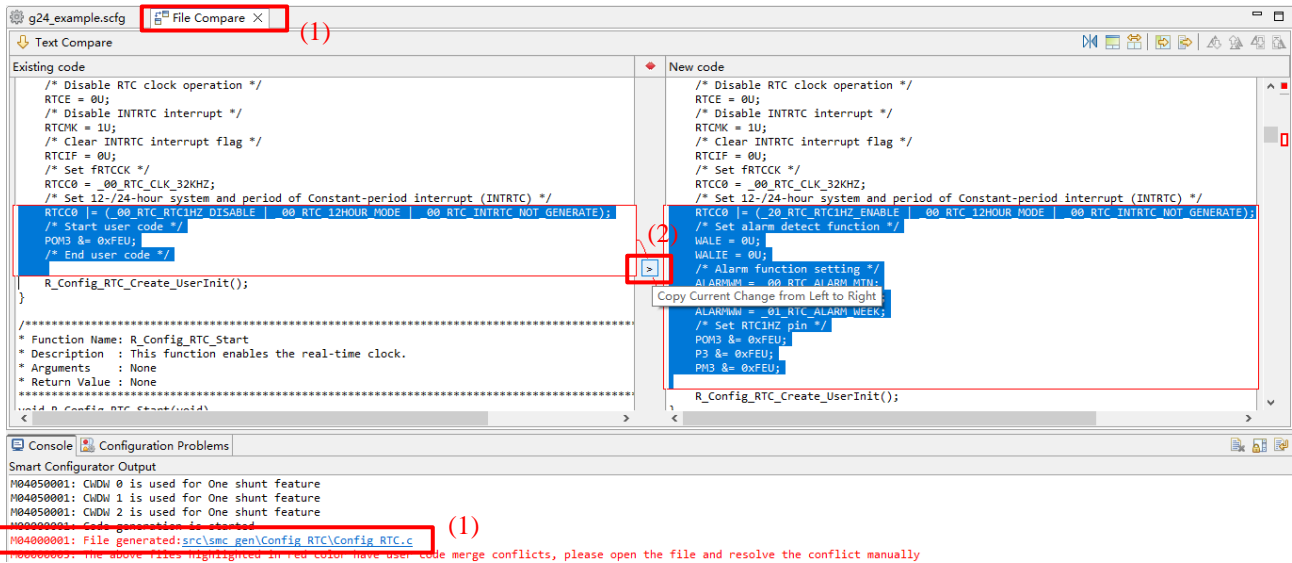 g24_example.scfg
File Compare
(1)
Text Compare
Existing code
New code
/* Disable RTC clock operation */
RTCE = 0U;
/* Disable INTRTC interrupt */
RTCMK = 1U;
/* Clear INTRTC interrupt flag */
RTCIF = 0U;
/* Set fRTCCK */
RTCC0 = _00_RTC_CLK_32KHZ;
/* Set 12-/24-hour system and period of Constant-period interrupt (INTRTC) */
RTCC0 |= (_00_RTC_RTC1HZ_DISABLE | _00_RTC_12HOUR_MODE | _00_RTC_INTRTC_NOT_GENERATE);
/* Start user code */
POM3 &= 0xFEU;
/* End user code */
R_Config_RTC_Create_UserInit();
}
/****************************************************************************
* Function Name: R_Config_RTC_Start
* Description  : This function enables the real-time clock.
* Arguments    : None
* Return Value : None
****************************************************************************
void R_Config_RTC_Start(void)
(2)
>
Copy Current Change from Left to Right
/* Disable RTC clock operation */
RTCE = 0U;
/* Disable INTRTC interrupt */
RTCMK = 1U;
/* Clear INTRTC interrupt flag */
RTCIF = 0U;
/* Set fRTCCK */
RTCC0 = _00_RTC_CLK_32KHZ;
/* Set 12-/24-hour system and period of Constant-period interrupt (INTRTC) */
RTCC0 |= (_20_RTC_RTC1HZ_ENABLE | _00_RTC_12HOUR_MODE | _00_RTC_INTRTC_NOT_GENERATE);
/* Set alarm detect function */
WALE = 0U;
WALIE = 0U;
/* Alarm function setting */
ALARMWM = _00_RTC_ALARM_MIN;
ALARMWW = _01_RTC_ALARM_WEEK;
/* Set RTC1HZ pin */
POM3 &= 0xFEU;
P3 &= 0xFEU;
PM3 &= 0xFEU;
R_Config_RTC_Create_UserInit();
Console
Configuration Problems
Smart Configurator Output
M04050001: CWDW 0 is used for One shunt feature
M04050001: CWDW 1 is used for One shunt feature
M04050001: CWDW 2 is used for One shunt feature
M00000001: Code generation is started
M04000001: File generated:src\smc_gen\Config_RTC\Config_RTC.c
(1)
M00000003: The above files highlighted in red color have user code merge conflicts, please open the file and resolve the conflict manually